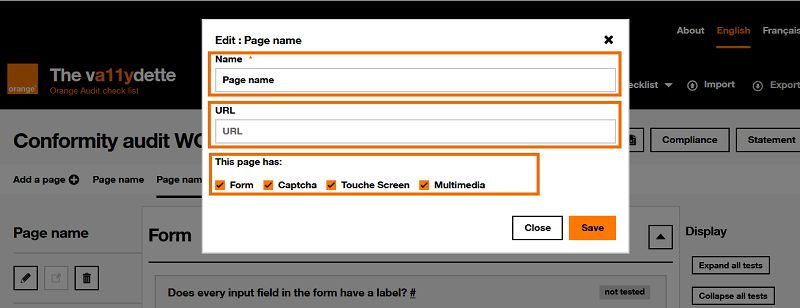 About English Français
Edit : Page name
Name *
Page name
URL
URL
This page has:
Form Captcha Touche Screen Multimedia
Close Save
orange
The va11ydette
Orange Audit check list
ecklist Import Export
Conformity audit WC
Compliance Statement
Add a page Page name Page nam
Page name
Form
Does every input field in the form have a label? #
not tested
Display
Expand all tests
Collapse all tests